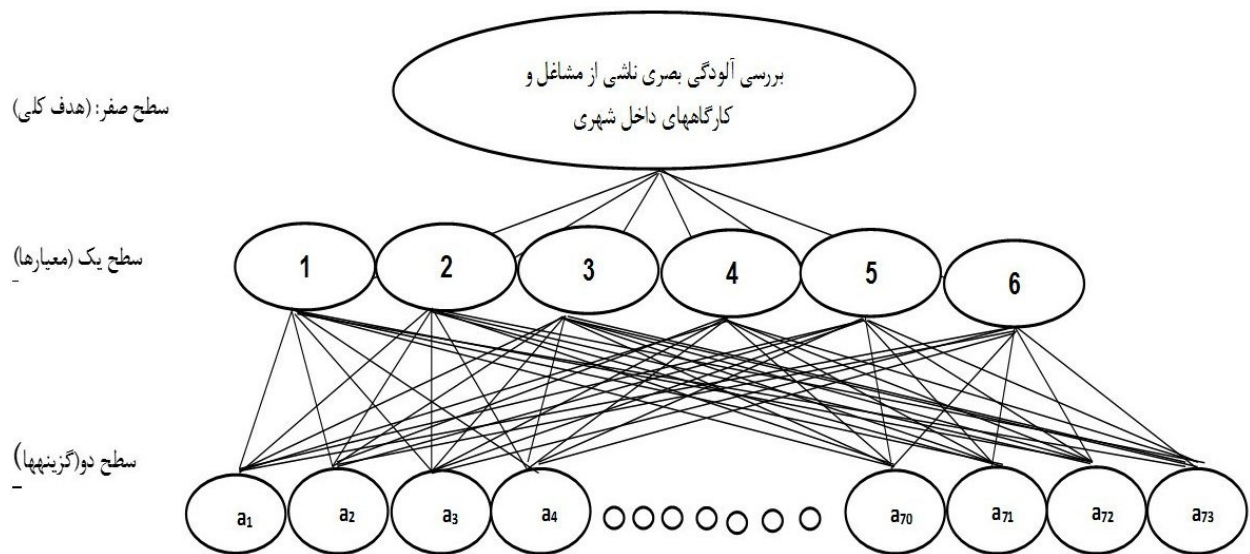 بررسی آلودگی بصری ناشی از مشاغل و
کارگاههای داخل شهری
سطح صفر: (هدف کلی)
سطح یک (معیارها)
1 2 3 4 5 6
سطح دو(گزینهها)
a1 a2 a3 a4 a70 a71 a72 a73